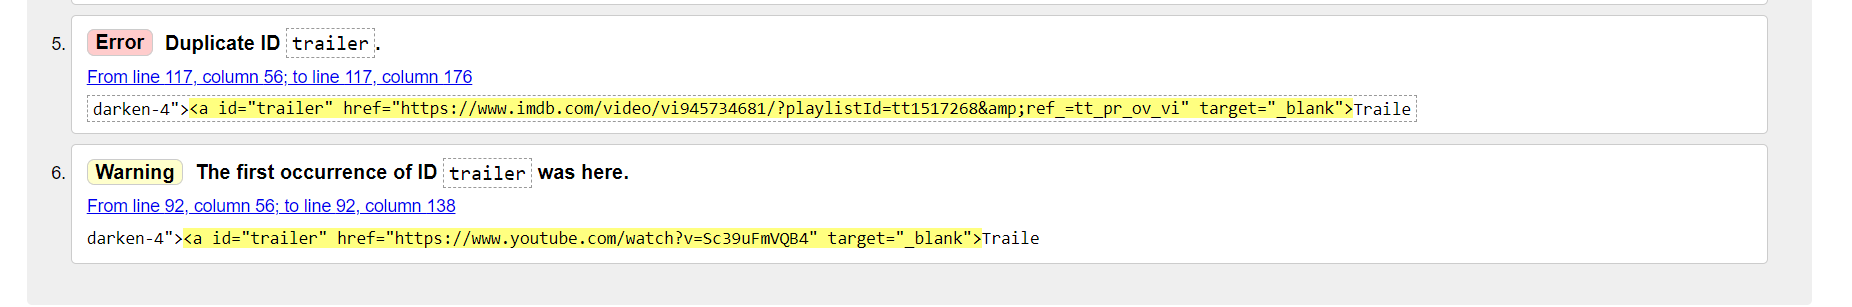 5. Error Duplicate ID trailer.
From line 117, column 56; to line 117, column 176
darken-4"><a id="trailer" href="https://www.imdb.com/video/vi945734681/?playlistId=tt1517268&amp;ref_=tt_pr_ov_vi" target="_blank">Traile
6. Warning The first occurrence of ID trailer was here.
From line 92, column 56; to line 92, column 138
darken-4"><a id="trailer" href="https://www.youtube.com/watch?v=Sc39uFmVQB4" target="_blank">Traile